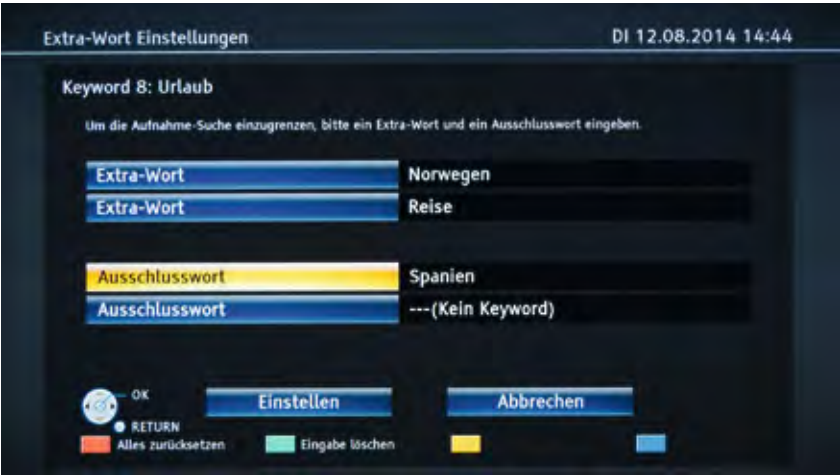 Extra-Wort Einstellungen DI 12.08.2014 14:44
Keyword 8: Urlaub
Um die Aufnahme-Suche einzugrenzen, bitte ein Extra-Wort und ein Ausschlusswort eingeben.
Extra-Wort Norwegen
Extra-Wort Reise
Ausschlusswort Spanien
Ausschlusswort ---(Kein Keyword)
OK Einstellen Abbrechen
RETURN
Alles zurücksetzen Eingabe löschen